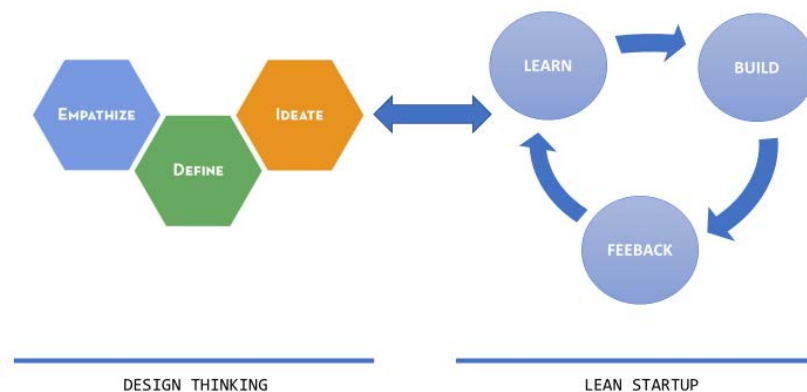 EMPATHIZE
DEFINE
IDEATE
LEARN
BUILD
FEEBACK
DESIGN THINKING
LEAN STARTUP